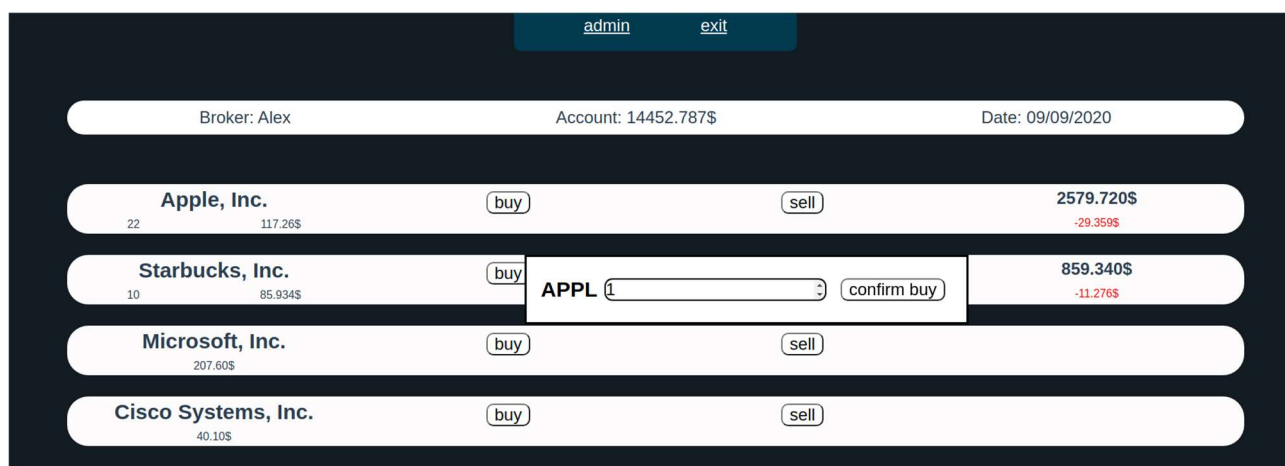 admin exit
Broker: Alex Account: 14452.787$ Date: 09/09/2020
Apple, Inc. buy sell 2579.720$
22 117.26$ -29.359$
Starbucks, Inc. buy 859.340$
10 85.934$ -11.276$
APPL 1 confirm buy
Microsoft, Inc. buy sell
207.60$
Cisco Systems, Inc. buy sell
40.10$